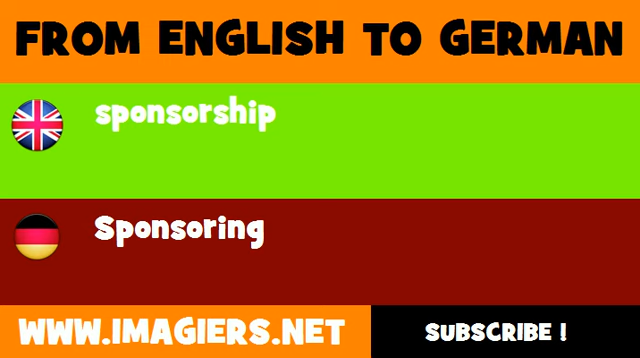 FROM ENGLISH TO GERMAN
sponsorship
Sponsoring
WWW.IMAGIERS.NET
SUBSCRIBE !